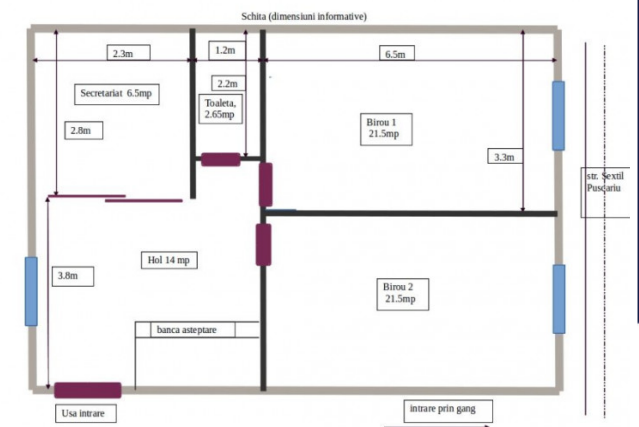 Schita (dimensiuni informative)
2.3m
1.2m
6.5m
2.2m
Secretariat 6.5mp
Toaleta,
2.65mp
Birou 1
21.5mp
2.8m
3.3m
str. Sextil
Puscariu
Hol 14 mp
3.8m
Birou 2
21.5mp
banca asteptare
Usa intrare
intrare prin gang